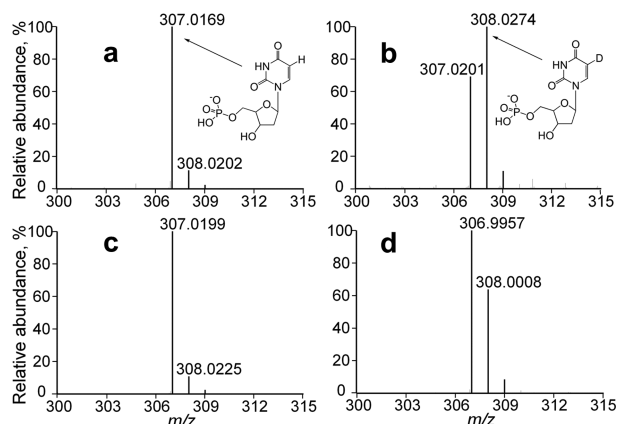 Relative abundance, %
100
80
60
40
20
0
300
303
306
309
312
315
a
307.0169
308.0202
O
H
HN
O
N
O
-
O
P
HO
O
O
HO
100
80
60
40
20
0
300
303
306
309
312
315
b
308.0274
307.0201
O
D
HN
O
N
O
-
O
P
HO
O
O
HO
Relative abundance, %
100
80
60
40
20
0
300
303
306
309
312
315
m/z
c
307.0199
308.0225
100
80
60
40
20
0
300
303
306
309
312
315
m/z
d
306.9957
308.0008